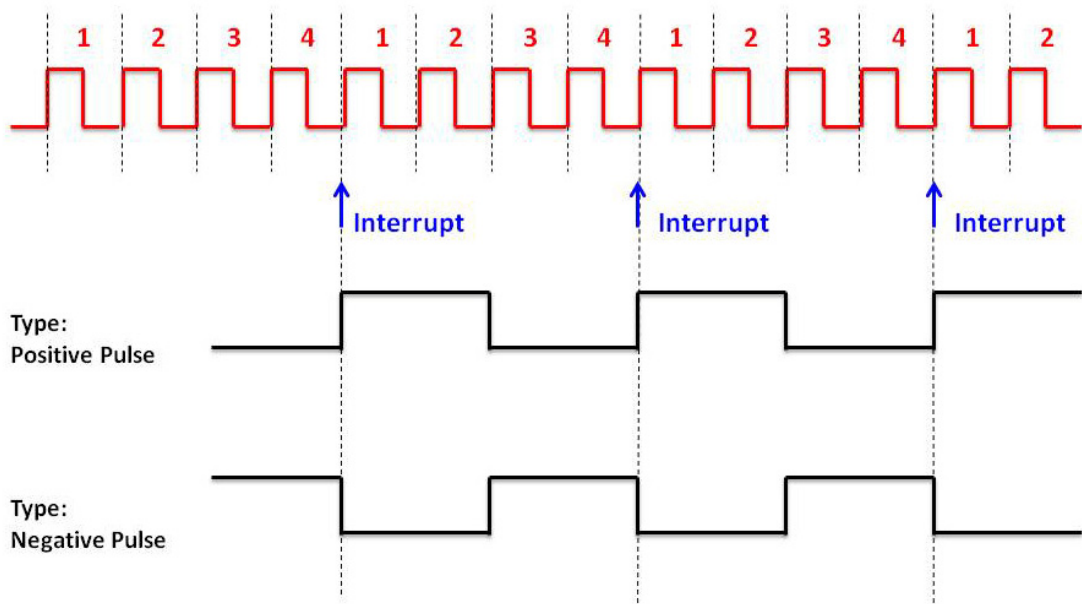 1 2 3 4 1 2 3 4 1 2 3 4 1 2
Interrupt Interrupt Interrupt
Type:
Positive Pulse
Type:
Negative Pulse